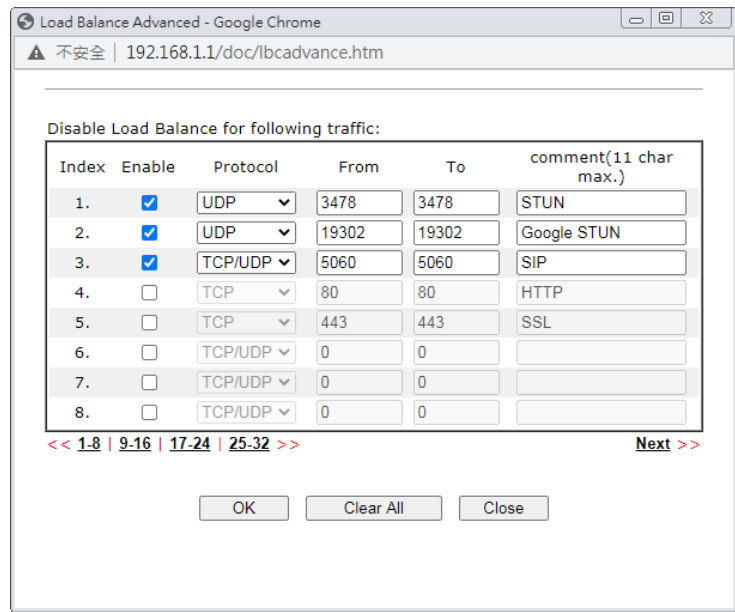 Load Balance Advanced - Google Chrome
不安全 | 192.168.1.1/doc/lbcadvance.htm
Disable Load Balance for following traffic:
Index Enable Protocol From To comment(11 char max.)
1. UDP 3478 3478 STUN
2. UDP 19302 19302 Google STUN
3. TCP/UDP 5060 5060 SIP
4. TCP 80 80 HTTP
5. TCP 443 443 SSL
6. TCP/UDP 0 0
7. TCP/UDP 0 0
8. TCP/UDP 0 0
<< 1-8 | 9-16 | 17-24 | 25-32 >> Next >>
OK Clear All Close